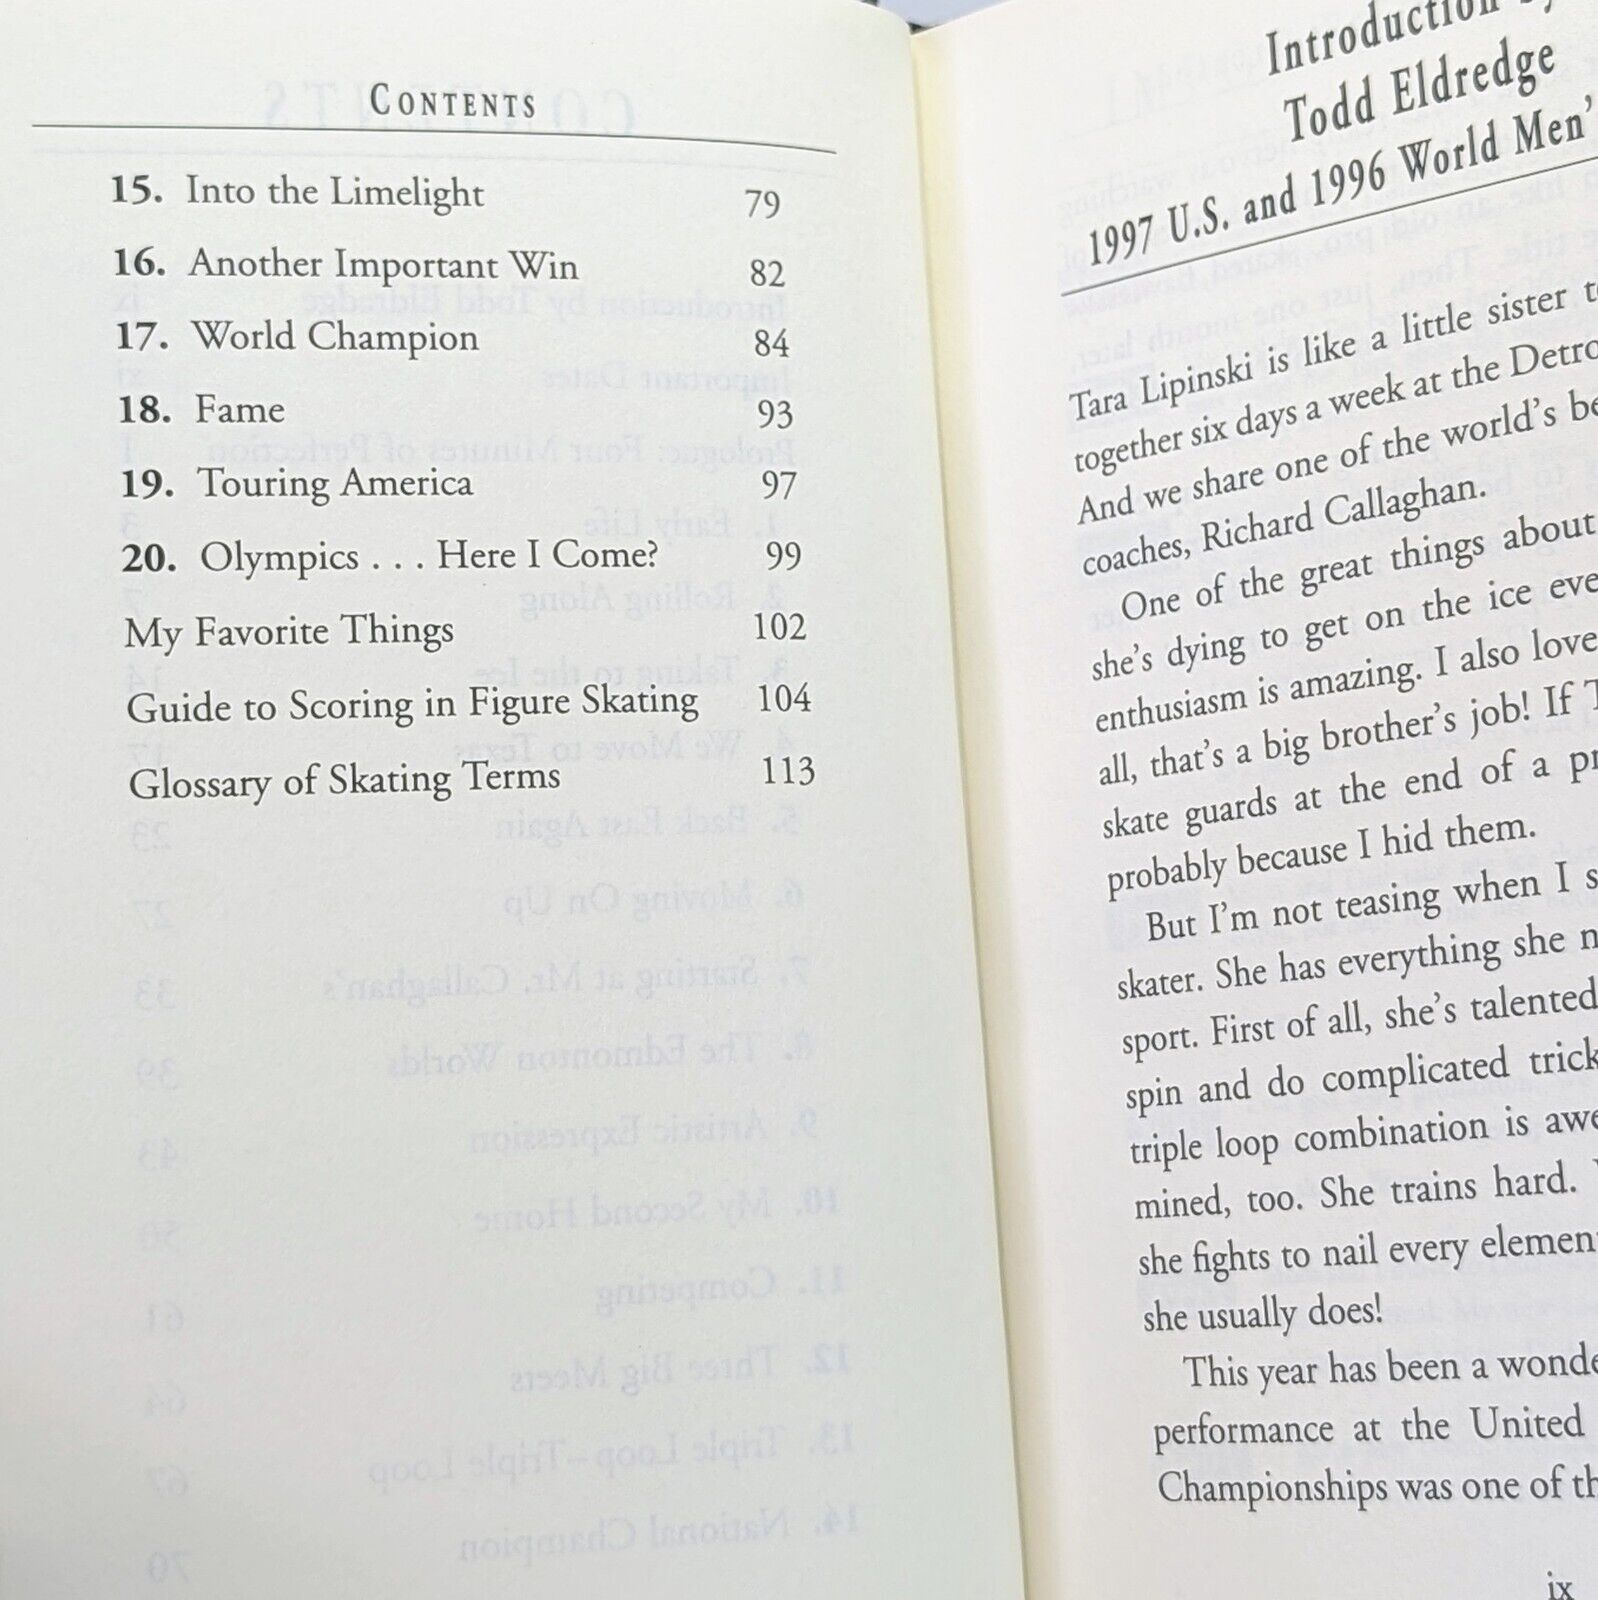 CONTENTS
15. Into the Limelight 79
16. Another Important Win 82
17. World Champion 84
18. Fame 93
19. Touring America 97
20. Olympics . . . Here I Come? 99
My Favorite Things 102
Guide to Scoring in Figure Skating 104
Glossary of Skating Terms 113
Introduction by
Todd Eldredge
1997 U.S. and 1996 World Men'
Tara Lipinski is like a little sister t
together six days a week at the Detro
And we share one of the world's be
coaches, Richard Callaghan.
One of the great things about
she's dying to get on the ice eve
enthusiasm is amazing. I also love
all, that's a big brother's job! If T
skate guards at the end of a pr
probably because I hid them.
But I'm not teasing when I s
skater. She has everything she n
sport. First of all, she's talented
spin and do complicated trick
triple loop combination is awe
mined, too. She trains hard.
she fights to nail every elemen
she usually does!
This year has been a wonde
performance at the United
Championships was one of th
ix